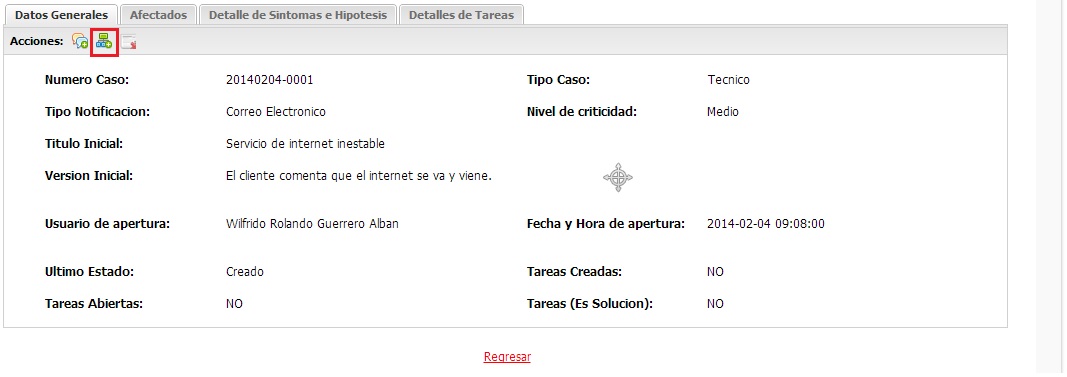 Datos Generales Afectados Detalle de Sintomas e Hipotesis Detalles de Tareas
Acciones:
Numero Caso: 20140204-0001 Tipo Caso: Tecnico
Tipo Notificacion: Correo Electronico Nivel de criticidad: Medio
Titulo Inicial: Servicio de internet inestable
Version Inicial: El cliente comenta que el internet se va y viene.
Usuario de apertura: Wilfrido Rolando Guerrero Alban Fecha y Hora de apertura: 2014-02-04 09:08:00
Ultimo Estado: Creado Tareas Creadas: NO
Tareas Abiertas: NO Tareas (Es Solucion): NO
Regresar